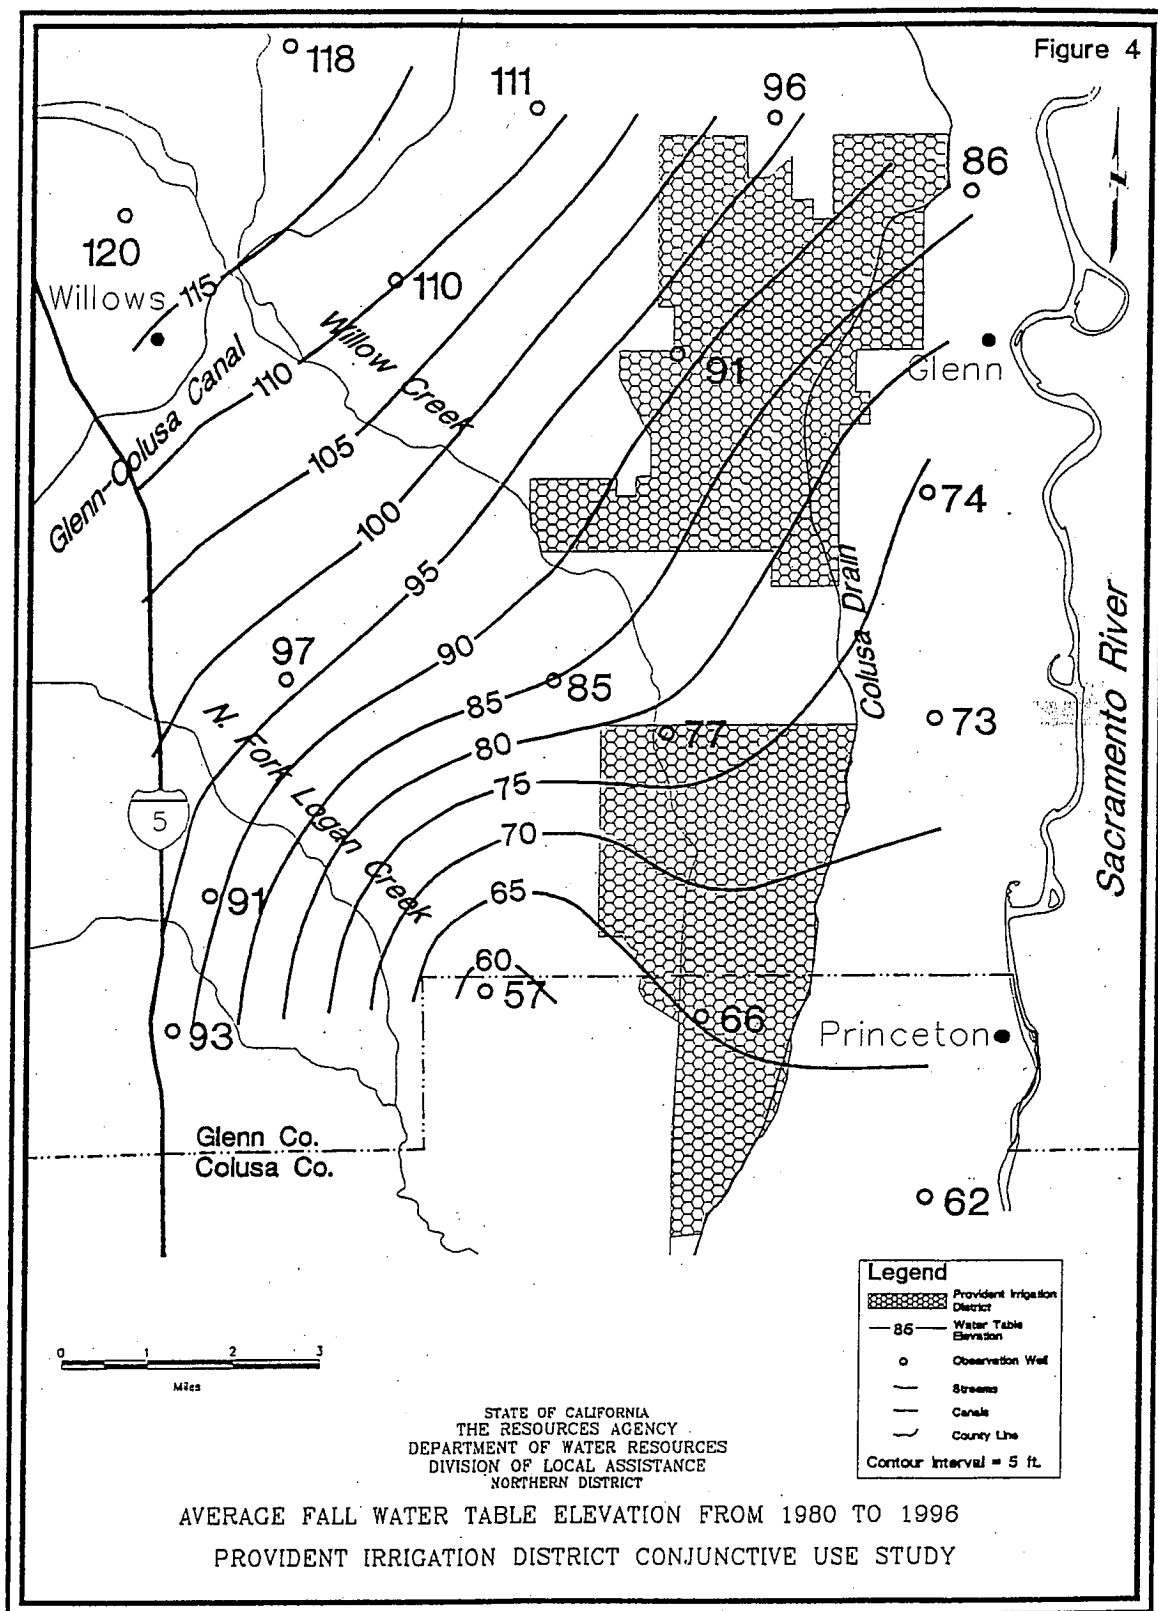 Figure 4
118
111
96
86
120
Willows
115
110
Willow Creek
Glenn-Colusa Canal
110
91
Glenn
105
74
100
95
Colusa Drain
Sacramento River
97
90
85
85
N. Fork Logan Creek
80
77
73
75
5
70
91
65
60
57
93
66
Princeton
Glenn Co.
Colusa Co.
62
Legend
Provident Irrigation
District
85
Water Table
Elevation
Observation Well
Streams
Canals
County Line
Contour Interval = 5 ft.
0 1 2 3
Miles
STATE OF CALIFORNIA
THE RESOURCES AGENCY
DEPARTMENT OF WATER RESOURCES
DIVISION OF LOCAL ASSISTANCE
NORTHERN DISTRICT
AVERAGE FALL WATER TABLE ELEVATION FROM 1980 TO 1996
PROVIDENT IRRIGATION DISTRICT CONJUNCTIVE USE STUDY